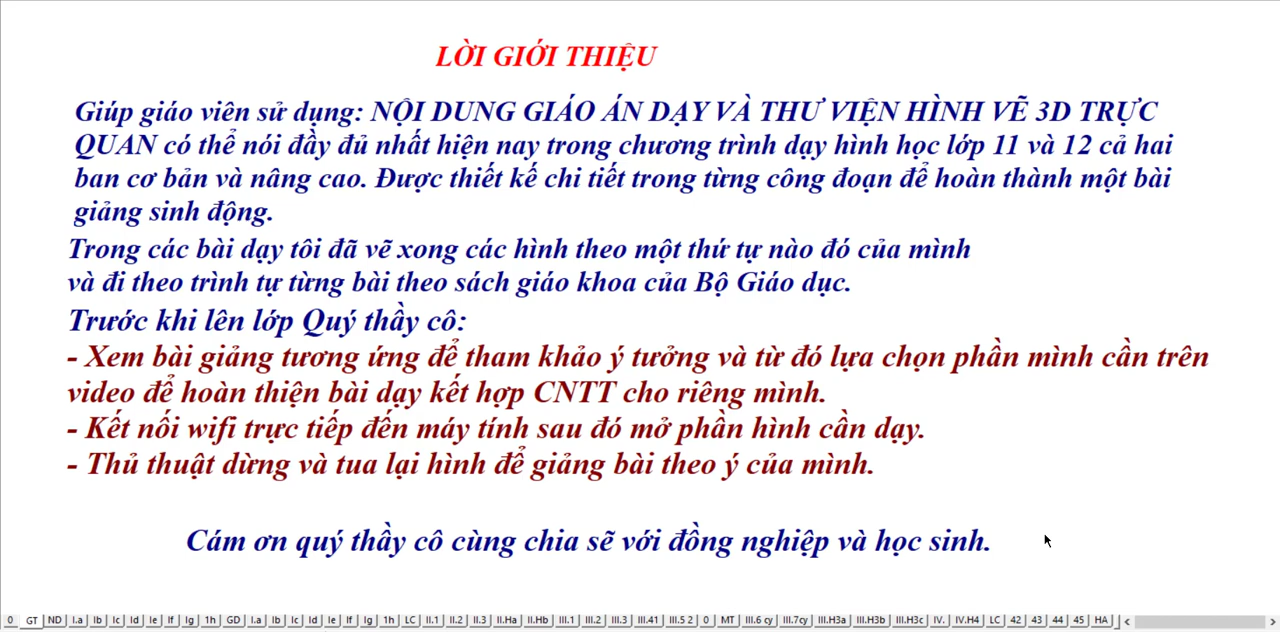 LỜI GIỚI THIỆU
Giúp giáo viên sử dụng: NỘI DUNG GIÁO ÁN DẠY VÀ THƯ VIỆN HÌNH VẼ 3D TRỰC
QUAN có thể nói đầy đủ nhất hiện nay trong chương trình dạy hình học lớp 11 và 12 cả hai
ban cơ bản và nâng cao. Được thiết kế chi tiết trong từng công đoạn để hoàn thành một bài
giảng sinh động.
Trong các bài dạy tôi đã vẽ xong các hình theo một thứ tự nào đó của mình
và đi theo trình tự từng bài theo sách giáo khoa của Bộ Giáo dục.
Trước khi lên lớp Quý thầy cô:
- Xem bài giảng tương ứng để tham khảo ý tưởng và từ đó lựa chọn phần mình cần trên
video để hoàn thiện bài dạy kết hợp CNTT cho riêng mình.
- Kết nối wifi trực tiếp đến máy tính sau đó mở phần hình cần dạy.
- Thủ thuật dừng và tua lại hình để giảng bài theo ý của mình.
Cám ơn quý thầy cô cùng chia sẽ với đồng nghiệp và học sinh.
0 GT ND I.a Ib Ic Id Ie If Ig 1h GD I.a Ib Ic Id Ie If Ig 1h LC II.1 II.2 II.3 II.Ha II.Hb III.1 III.2 III.3 III.41 III.5 2 0 MT III.6 cy III.7cy III.H3a III.H3b III.H3c IV. IV.H4 LC 42 43 44 45 HA